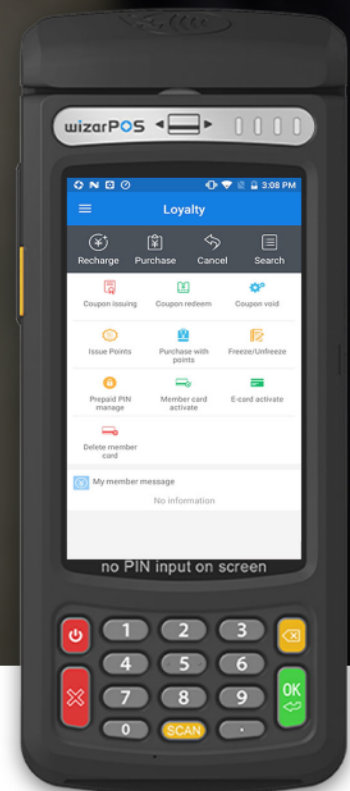 wizarPOS
3:08 PM
Loyalty
Recharge Purchase Cancel Search
Coupon issuing Coupon redeem Coupon void
Issue Points Purchase with points Freeze/Unfreeze
Prepaid PIN manage Member card activate E-card activate
Delete member card
My member message
No information
no PIN input on screen
1 2 3
4 5 6
7 8 9 OK
0 SCAN .